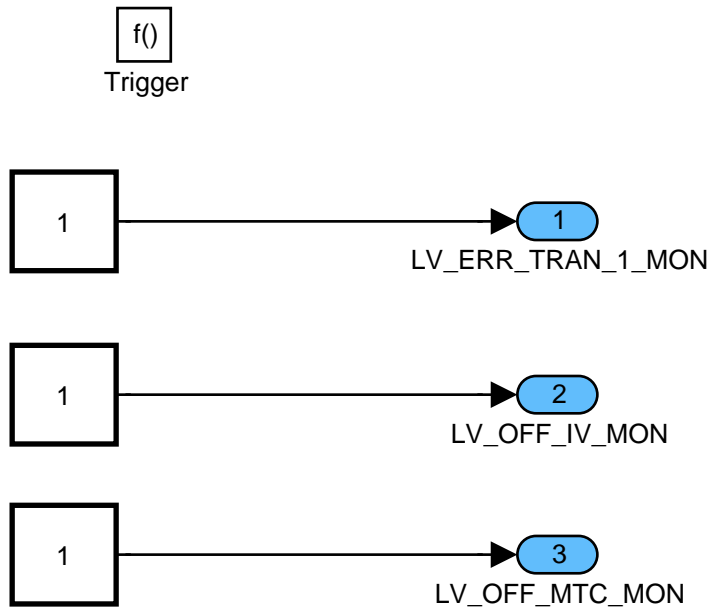 f()
Trigger
1
1
LV_ERR_TRAN_1_MON
1
2
LV_OFF_IV_MON
1
3
LV_OFF_MTC_MON